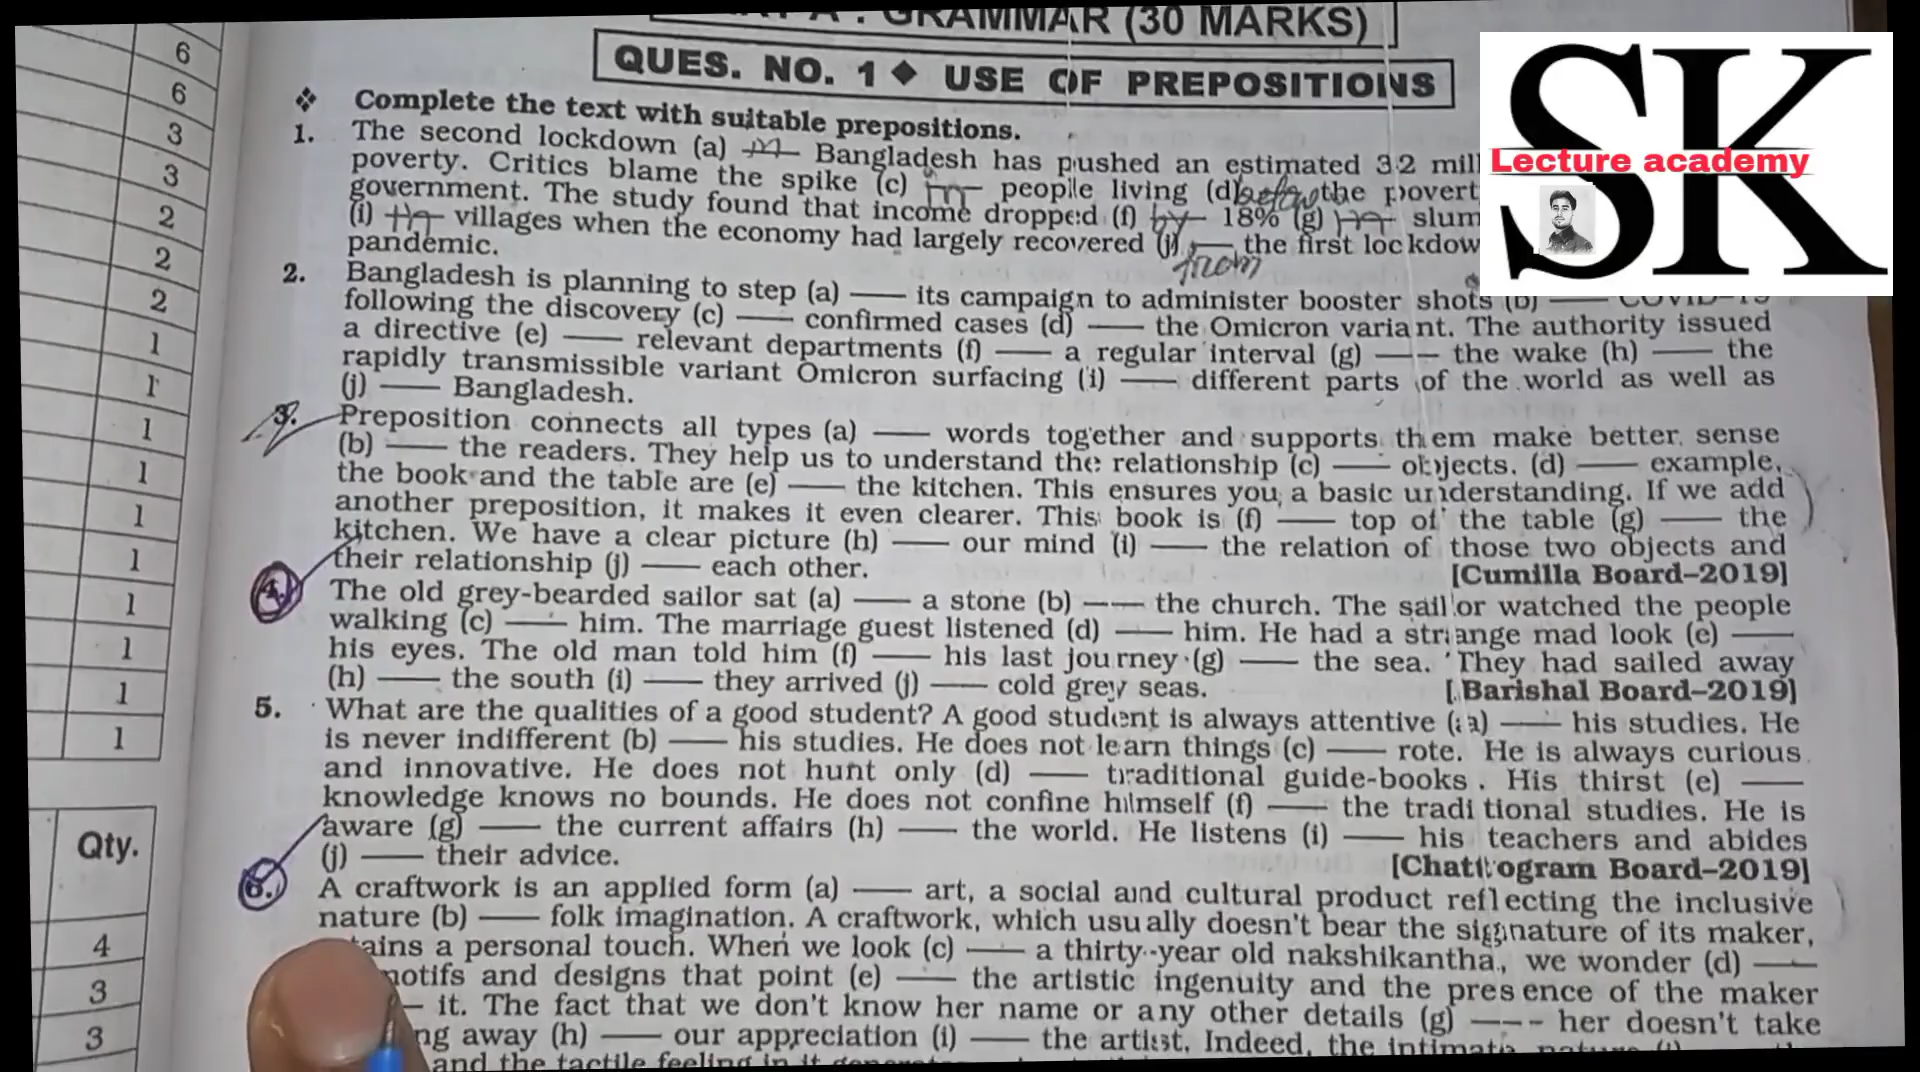 : GRAMMAR (30 MARKS)
QUES. NO. 1 ◆ USE OF PREPOSITIONS
❖ Complete the text with suitable prepositions.
1. The second lockdown (a) in Bangladesh has pushed an estimated 32
poverty. Critics blame the spike (c) in people living (d) below the
government. The study found that income dropped (f) by 18% (g) in
(i) in villages when the economy had largely recovered (j) from the first
pandemic.
2. Bangladesh is planning to step (a) — its campaign to administer booster shots (b) — COVID-19
following the discovery (c) — confirmed cases (d) — the Omicron variant. The authority issued
a directive (e) — relevant departments (f) — a regular interval (g) — the wake (h) — the
rapidly transmissible variant Omicron surfacing (i) — different parts of the world as well as
(j) — Bangladesh.
3. Preposition connects all types (a) — words together and supports them make better sense
(b) — the readers. They help us to understand the relationship (c) — objects. (d) — example,
the book and the table are (e) — the kitchen. This ensures you a basic understanding. If we add
another preposition, it makes it even clearer. This book is (f) — top of the table (g) — the
kitchen. We have a clear picture (h) — our mind (i) — the relation of those two objects and
their relationship (j) — each other. [Cumilla Board–2019]
4. The old grey-bearded sailor sat (a) — a stone (b) — the church. The sailor watched the people
walking (c) — him. The marriage guest listened (d) — him. He had a strange mad look (e) —
his eyes. The old man told him (f) — his last journey (g) — the sea. They had sailed away
(h) — the south (i) — they arrived (j) — cold grey seas. [Barishal Board–2019]
5. What are the qualities of a good student? A good student is always attentive (a) — his studies. He
is never indifferent (b) — his studies. He does not learn things (c) — rote. He is always curious
and innovative. He does not hunt only (d) — traditional guide-books. His thirst (e) —
knowledge knows no bounds. He does not confine himself (f) — the traditional studies. He is
aware (g) — the current affairs (h) — the world. He listens (i) — his teachers and abides
(j) — their advice. [Chattogram Board–2019]
6. A craftwork is an applied form (a) — art, a social and cultural product reflecting the inclusive
nature (b) — folk imagination. A craftwork, which usually doesn't bear the signature of its maker,
a personal touch. When we look (c) — a thirty-year old nakshikantha, we wonder (d) —
and designs that point (e) — the artistic ingenuity and the presence of the maker
— it. The fact that we don't know her name or any other details (g) — her doesn't take
away (h) — our appreciation (i) — the artist. Indeed, the intimate nature
and the tactile feeling in it
6
6
3
3
2
2
2
1
1
1
1
1
1
1
1
1
1
Qty.
4
3
3
SK
Lecture academy